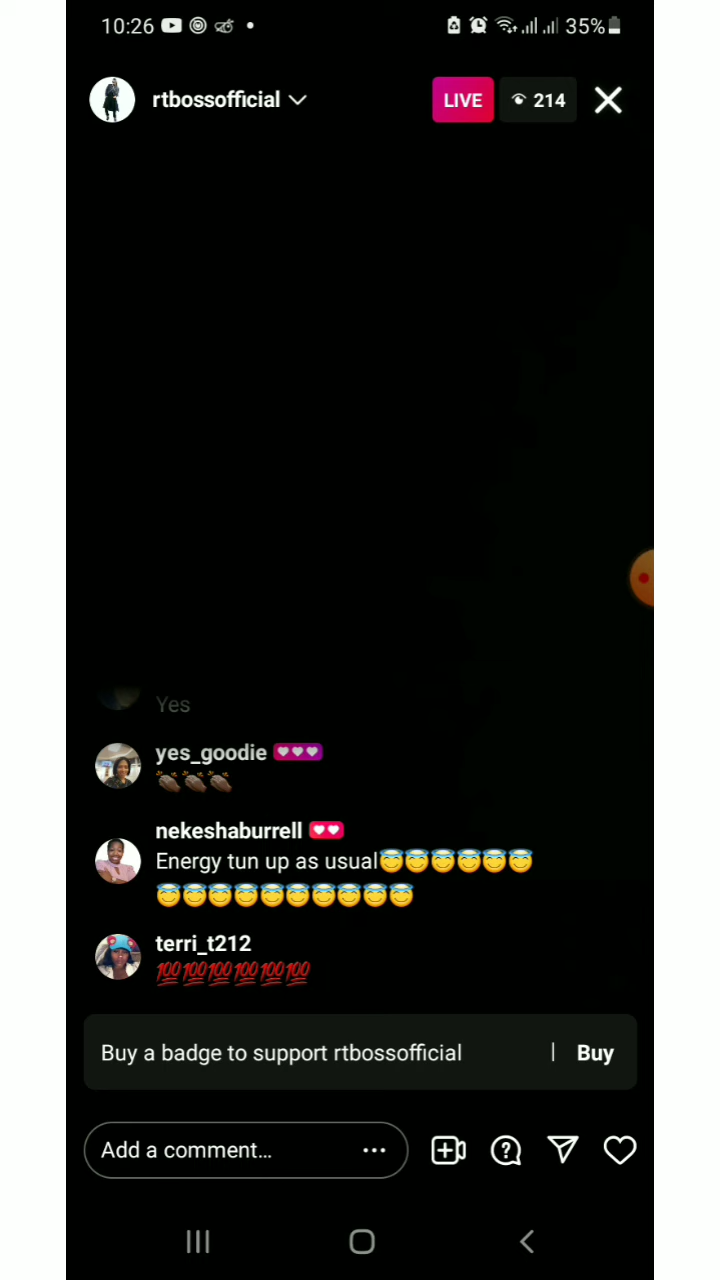 10:26 35%
rtbossofficial LIVE 214
Yes
yes_goodie
👏🏿👏🏿👏🏿
nekeshaburrell
Energy tun up as usual😇😇😇😇😇😇
😇😇😇😇😇😇😇😇😇😇
terri_t212
💯💯💯💯💯💯
Buy a badge to support rtbossofficial | Buy
Add a comment...